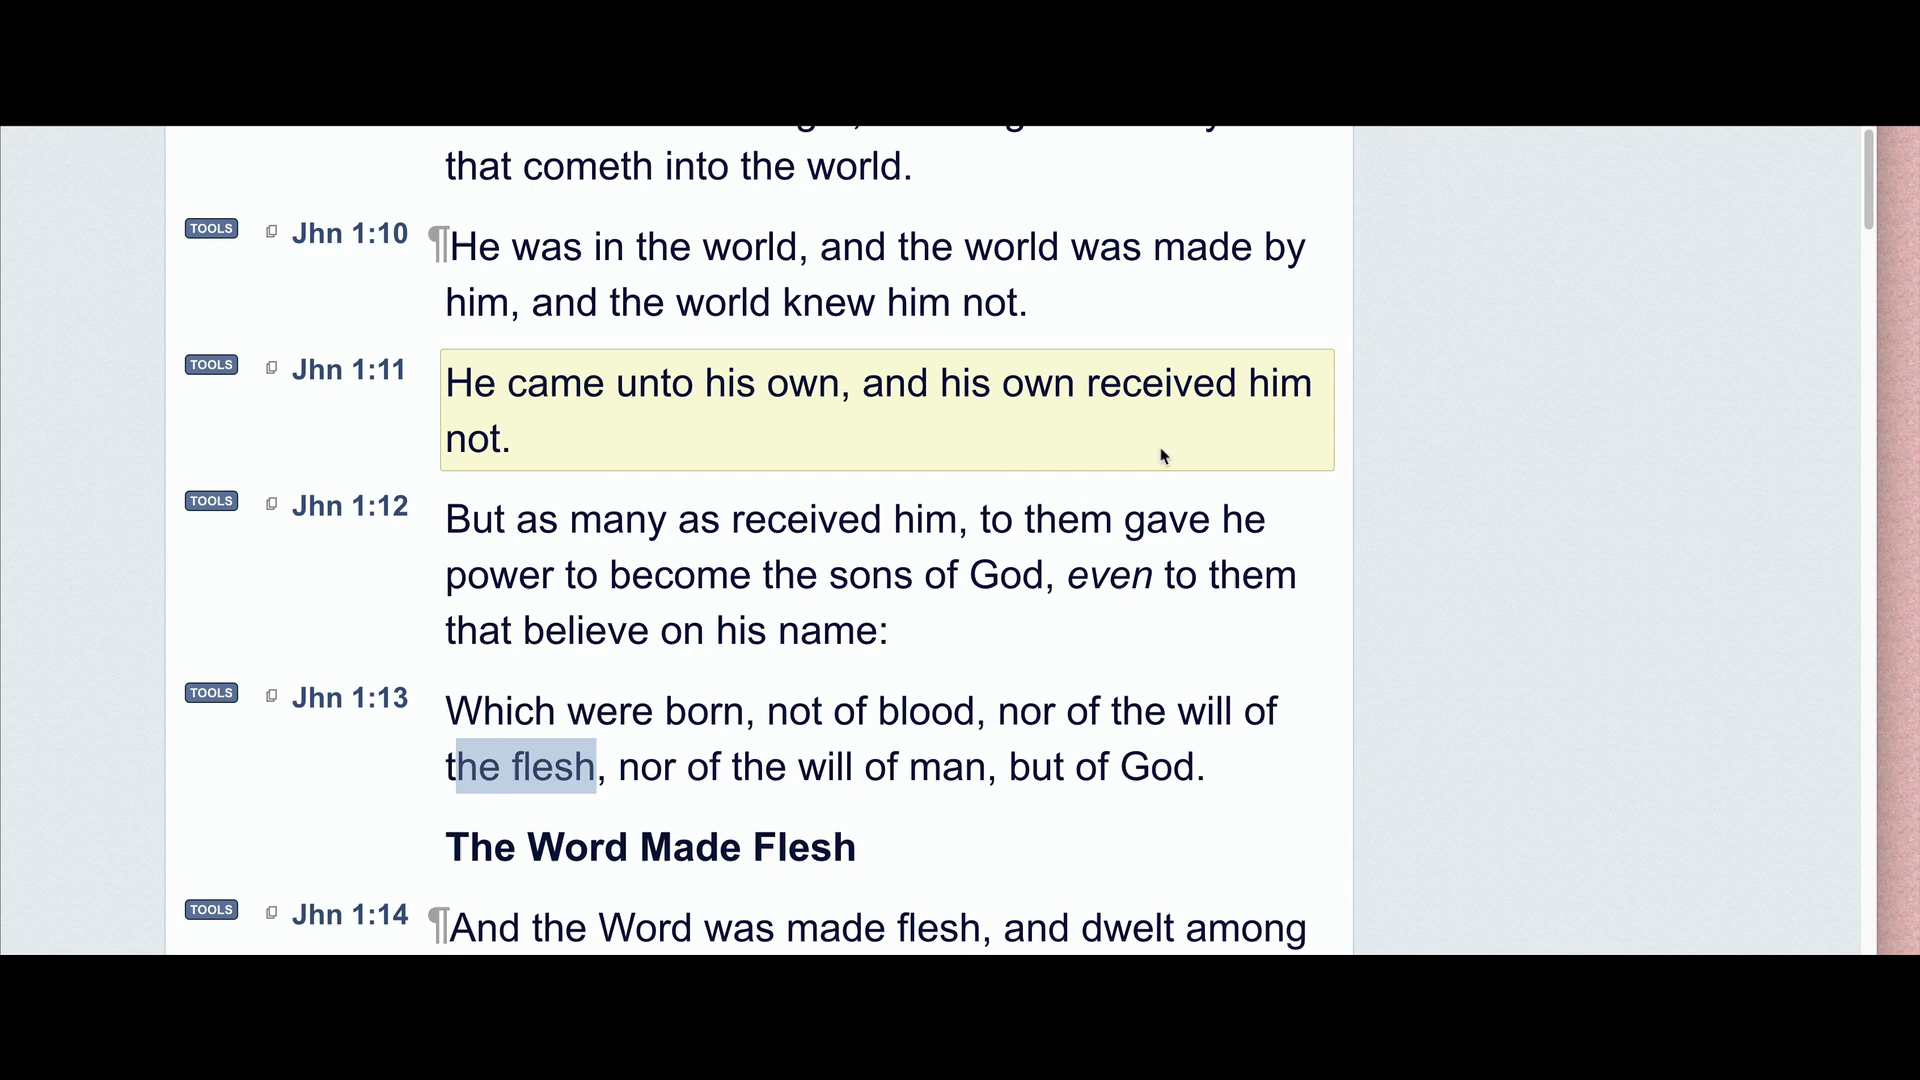 that cometh into the world.
TOOLS Jhn 1:10 ¶He was in the world, and the world was made by
him, and the world knew him not.
TOOLS Jhn 1:11 He came unto his own, and his own received him
not.
TOOLS Jhn 1:12 But as many as received him, to them gave he
power to become the sons of God, even to them
that believe on his name:
TOOLS Jhn 1:13 Which were born, not of blood, nor of the will of
the flesh, nor of the will of man, but of God.
The Word Made Flesh
TOOLS Jhn 1:14 ¶And the Word was made flesh, and dwelt among